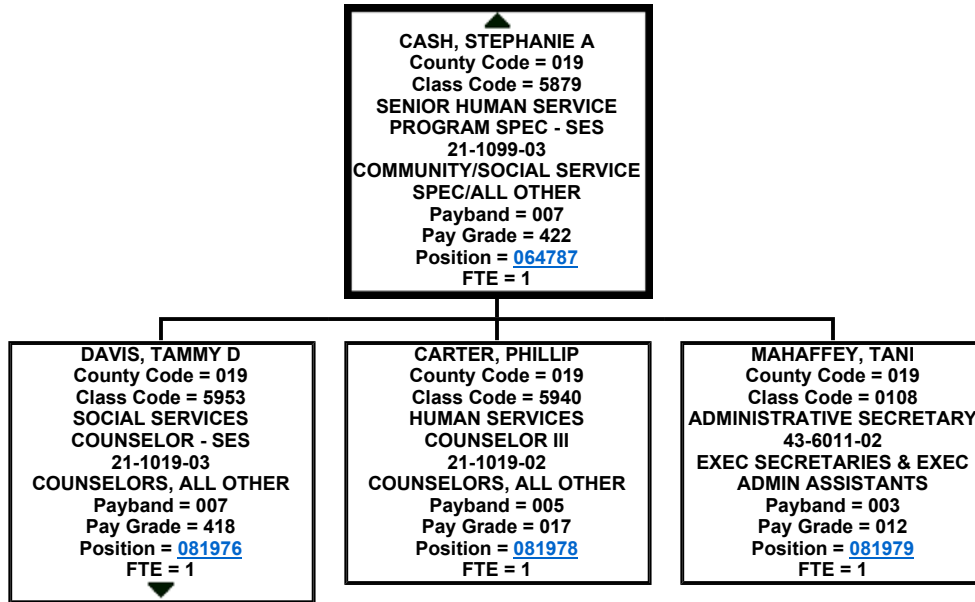 CASH, STEPHANIE A
County Code = 019
Class Code = 5879
SENIOR HUMAN SERVICE
PROGRAM SPEC - SES
21-1099-03
COMMUNITY/SOCIAL SERVICE
SPEC/ALL OTHER
Payband = 007
Pay Grade = 422
Position = 064787
FTE = 1
DAVIS, TAMMY D
County Code = 019
Class Code = 5953
SOCIAL SERVICES
COUNSELOR - SES
21-1019-03
COUNSELORS, ALL OTHER
Payband = 007
Pay Grade = 418
Position = 081976
FTE = 1
CARTER, PHILLIP
County Code = 019
Class Code = 5940
HUMAN SERVICES
COUNSELOR III
21-1019-02
COUNSELORS, ALL OTHER
Payband = 005
Pay Grade = 017
Position = 081978
FTE = 1
MAHAFFEY, TANI
County Code = 019
Class Code = 0108
ADMINISTRATIVE SECRETARY
43-6011-02
EXEC SECRETARIES & EXEC
ADMIN ASSISTANTS
Payband = 003
Pay Grade = 012
Position = 081979
FTE = 1